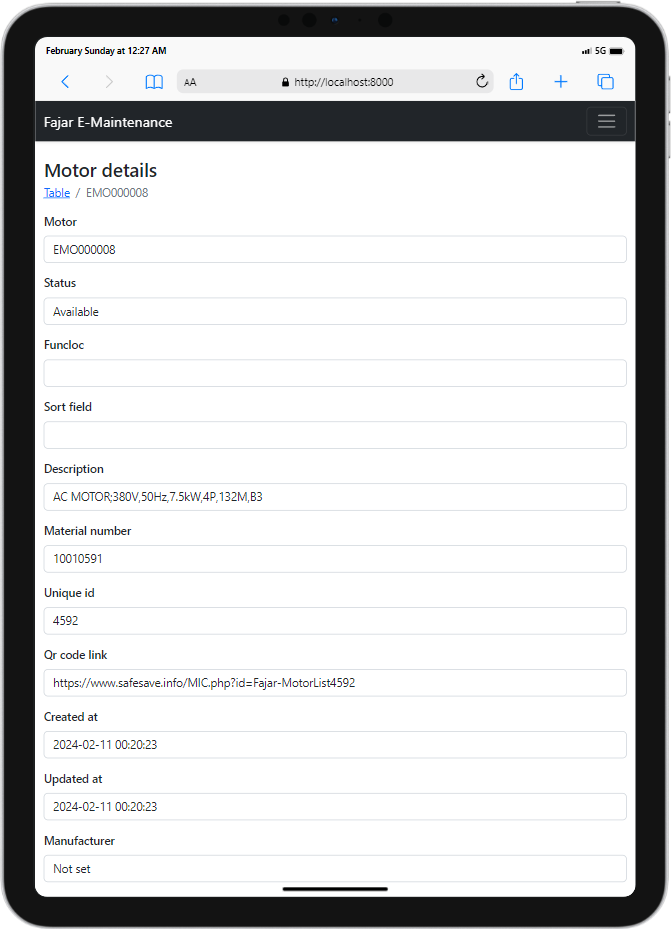 February Sunday at 12:27 AM
5G
AA
http://localhost:8000
Fajar E-Maintenance
Motor details
Table / EMO000008
Motor
EMO000008
Status
Available
Funcloc
Sort field
Description
AC MOTOR;380V,50Hz,7.5kW,4P,132M,B3
Material number
10010591
Unique id
4592
Qr code link
https://www.safesave.info/MIC.php?id=Fajar-MotorList4592
Created at
2024-02-11 00:20:23
Updated at
2024-02-11 00:20:23
Manufacturer
Not set